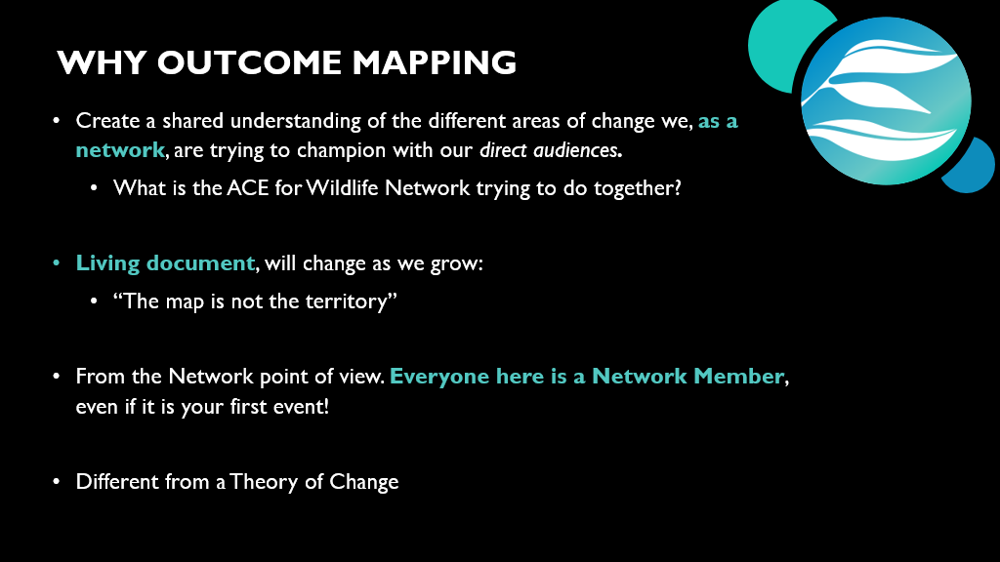 WHY OUTCOME MAPPING
• Create a shared understanding of the different areas of change we, as a
network, are trying to champion with our direct audiences.
• What is the ACE for Wildlife Network trying to do together?
• Living document, will change as we grow:
• “The map is not the territory”
• From the Network point of view. Everyone here is a Network Member,
even if it is your first event!
• Different from a Theory of Change